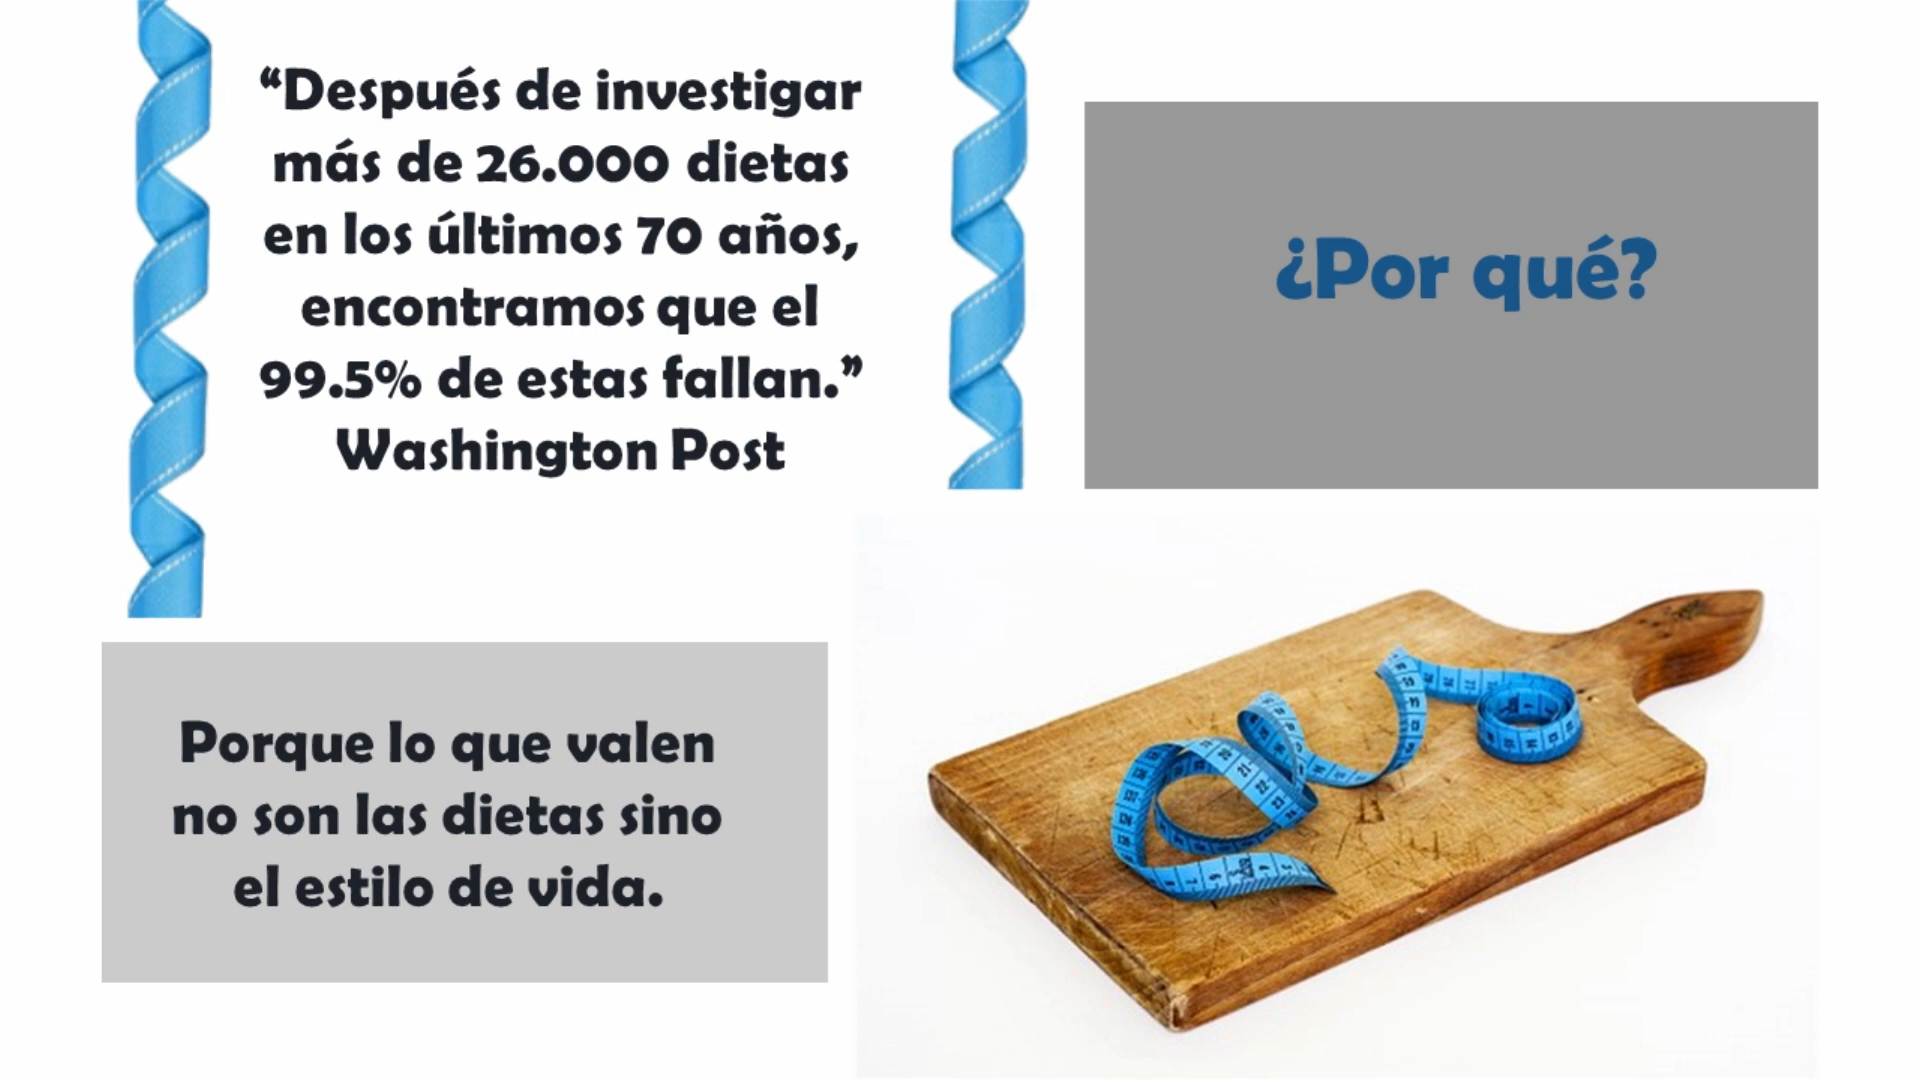 “Después de investigar
más de 26.000 dietas
en los últimos 70 años,
encontramos que el
99.5% de estas fallan.”
Washington Post
¿Por qué?
Porque lo que valen
no son las dietas sino
el estilo de vida.